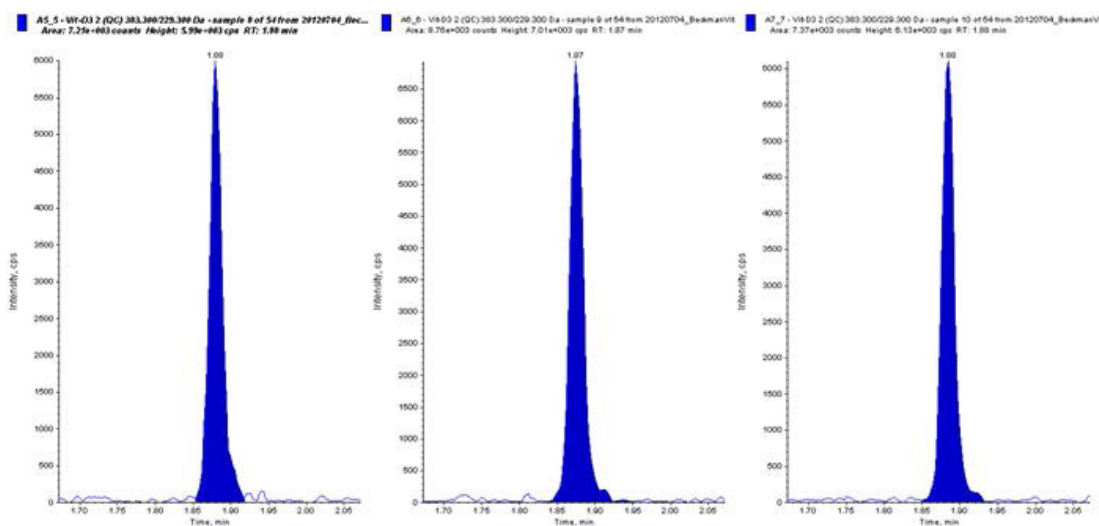 A5_5 - Vit-D3 2 (QC) 383.300/229.300 Da - sample 8 of 54 from 20120704_Bec...
Area: 7.21e+003 counts Height: 5.99e+003 cps RT: 1.88 min
1.88
6000
5500
5000
4500
4000
3500
3000
2500
2000
1500
1000
500
0
Intensity, cps
1.70 1.75 1.80 1.85 1.90 1.95 2.00 2.05
Time, min
A6_6 - Vit-D3 2 (QC) 383.300/229.300 Da - sample 9 of 54 from 20120704_BeckmanVit
Area: 8.76e+003 counts Height: 7.01e+003 cps RT: 1.87 min
1.87
6500
6000
5500
5000
4500
4000
3500
3000
2500
2000
1500
1000
500
0
Intensity, cps
1.70 1.75 1.80 1.85 1.90 1.95 2.00 2.05
Time, min
A7_7 - Vit-D3 2 (QC) 383.300/229.300 Da - sample 10 of 54 from 20120704_BeckmanV
Area: 7.37e+003 counts Height: 6.13e+003 cps RT: 1.88 min
1.88
6000
5500
5000
4500
4000
3500
3000
2500
2000
1500
1000
500
0
Intensity, cps
1.70 1.75 1.80 1.85 1.90 1.95 2.00 2.05
Time, min